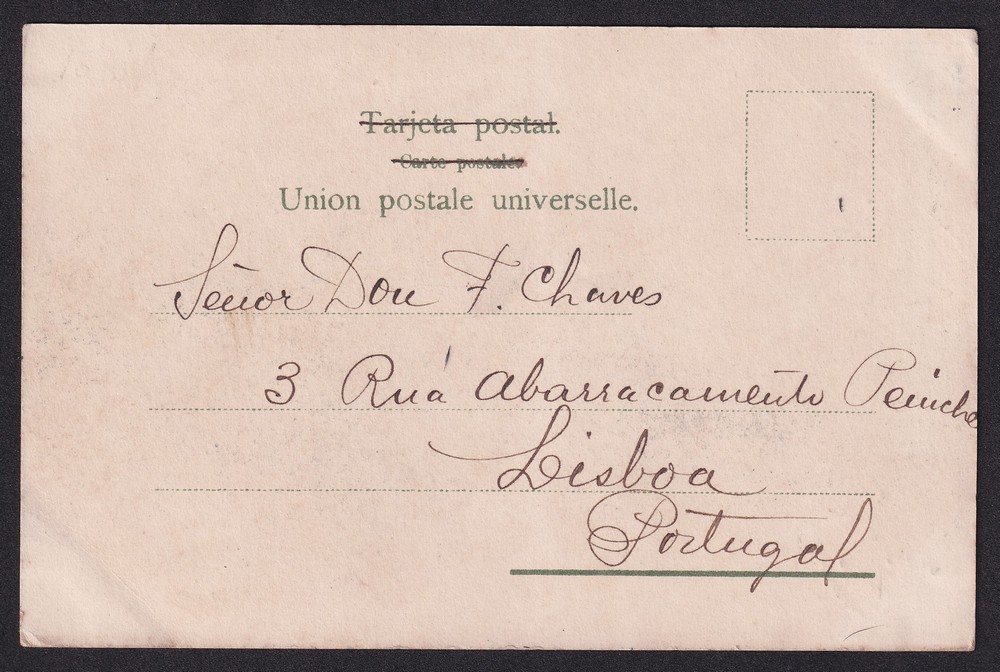 Tarjeta postal.
Carte postale.
Union postale universelle.
Señor Don F. Chaves
3 Rua Abarracamento Peniche
Lisboa
Portugal